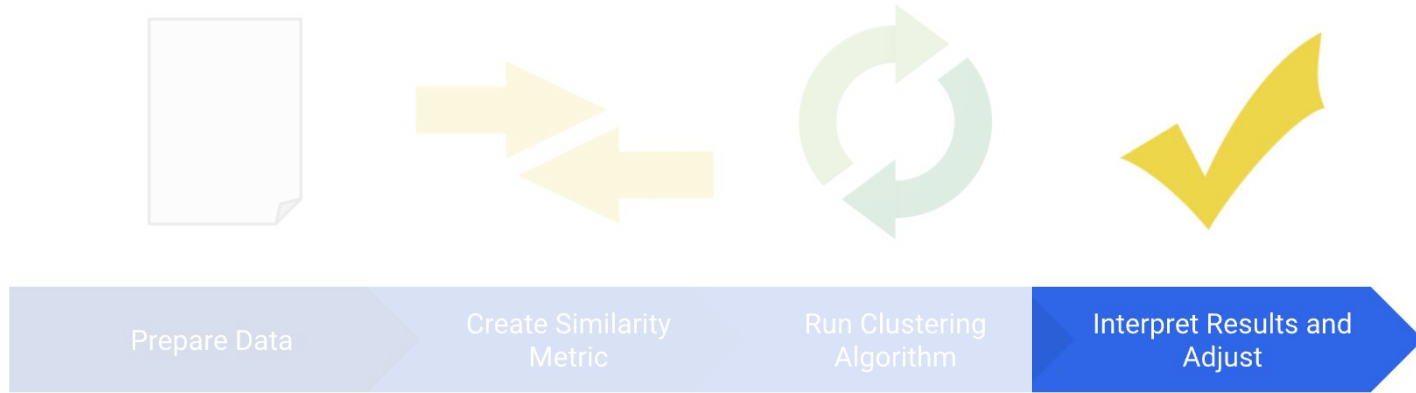 Prepare Data
Create Similarity
Metric
Run Clustering
Algorithm
Interpret Results and
Adjust